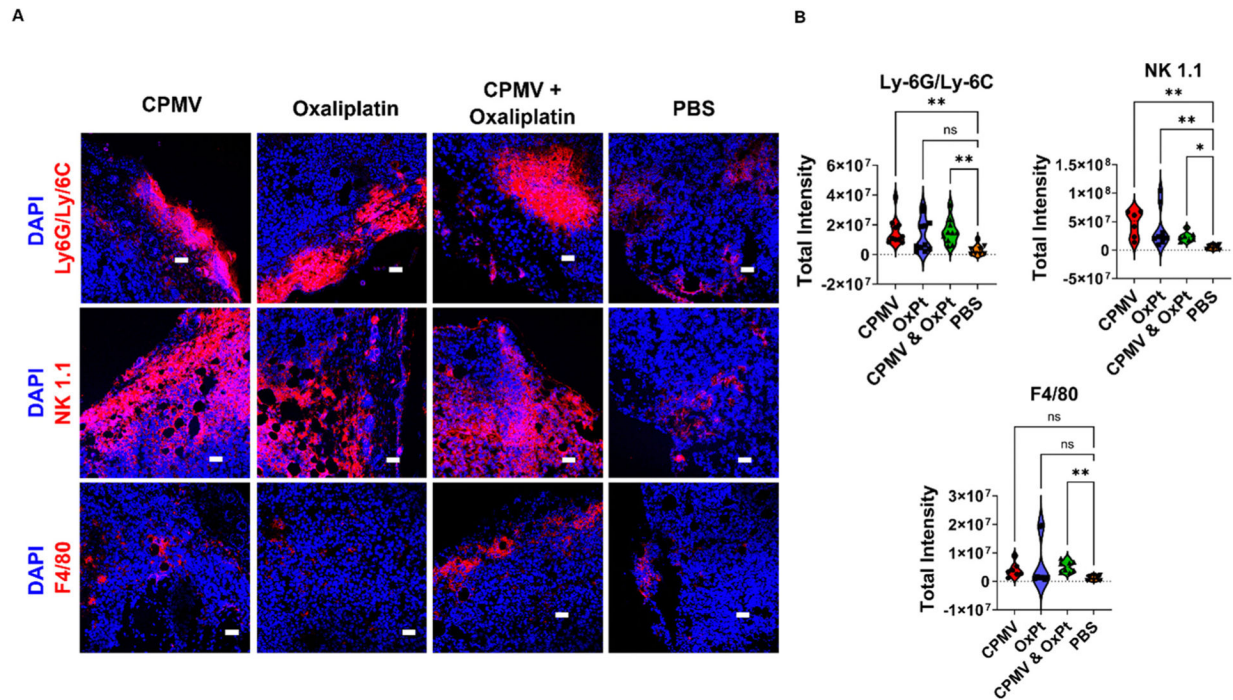 A
CPMV
Oxaliplatin
CPMV +
Oxaliplatin
PBS
DAPI
Ly6G/Ly/6C
DAPI
NK 1.1
DAPI
F4/80
B
Ly-6G/Ly-6C
**
ns
**
Total Intensity
6×10⁷
4×10⁷
2×10⁷
0
-2×10⁷
CPMV
OxPt
CPMV & OxPt
PBS
NK 1.1
**
**
*
Total Intensity
1.5×10⁸
1×10⁸
5×10⁷
0
-5×10⁷
CPMV
OxPt
CPMV & OxPt
PBS
F4/80
ns
ns
**
Total Intensity
3×10⁷
2×10⁷
1×10⁷
0
-1×10⁷
CPMV
OxPt
CPMV & OxPt
PBS